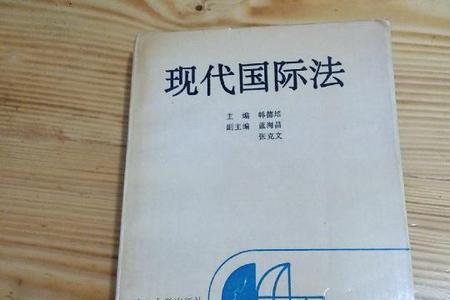 现代国际法
主 编 韩德培
副主编 蓝海昌
张克文